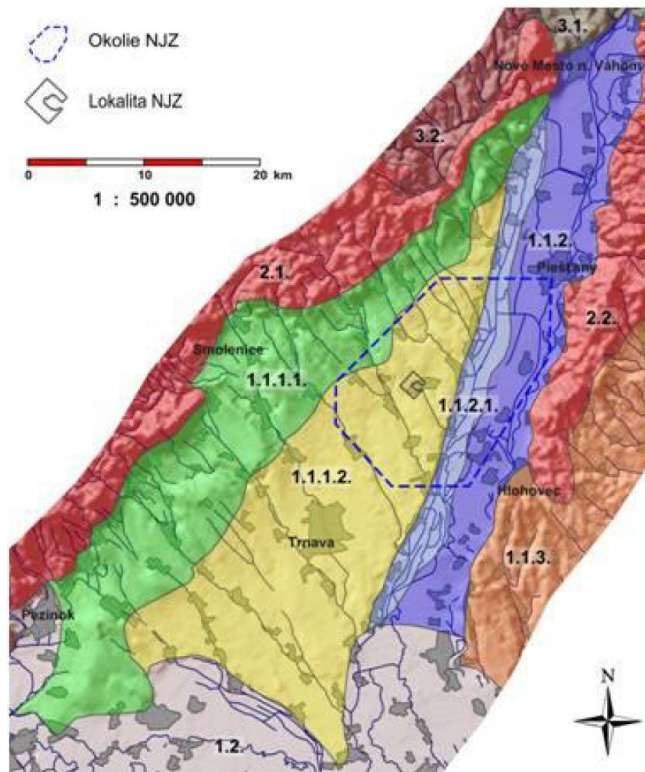 Okolie NJZ
Lokalita NJZ
0 10 20 km
1 : 500 000
3.1.
Nové Mesto n. Váhom
3.2.
1.1.2.
Piešťany
2.1.
2.2.
Smolenice
1.1.1.1.
1.1.2.1.
1.1.1.2.
Hlohovec
Trnava
1.1.3.
Pezinok
N
1.2.